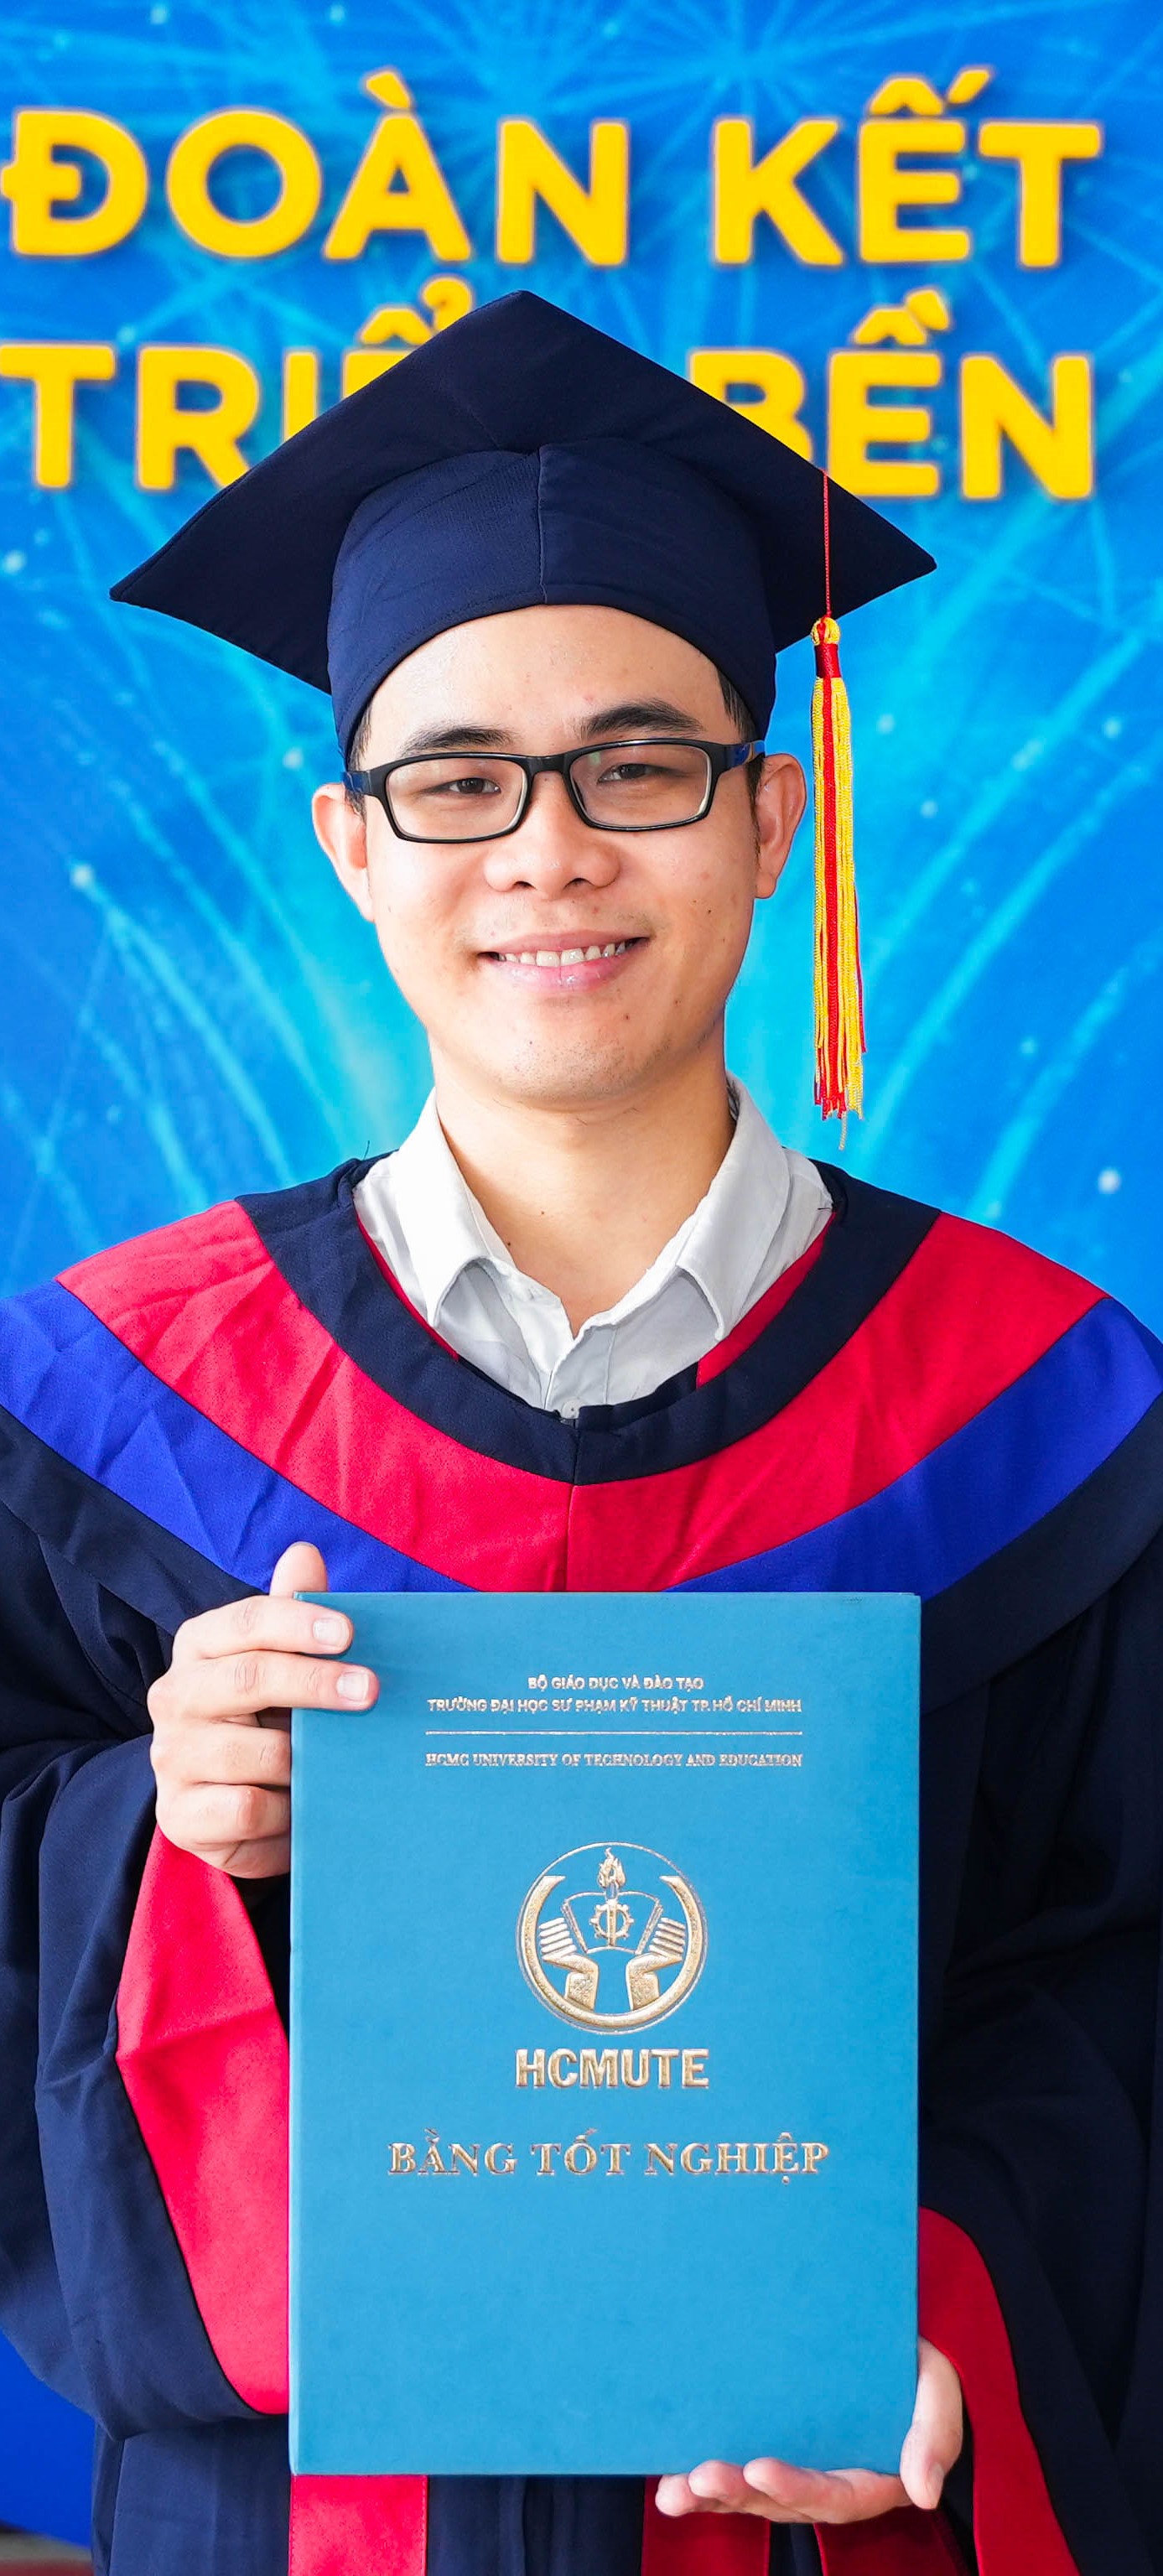 ĐOÀN KẾT
TRIỂ BỀN
BỘ GIÁO DỤC VÀ ĐÀO TẠO
TRƯỜNG ĐẠI HỌC SƯ PHẠM KỸ THUẬT TP.HỒ CHÍ MINH
HCMC UNIVERSITY OF TECHNOLOGY AND EDUCATION
HCMUTE
BẰNG TỐT NGHIỆP